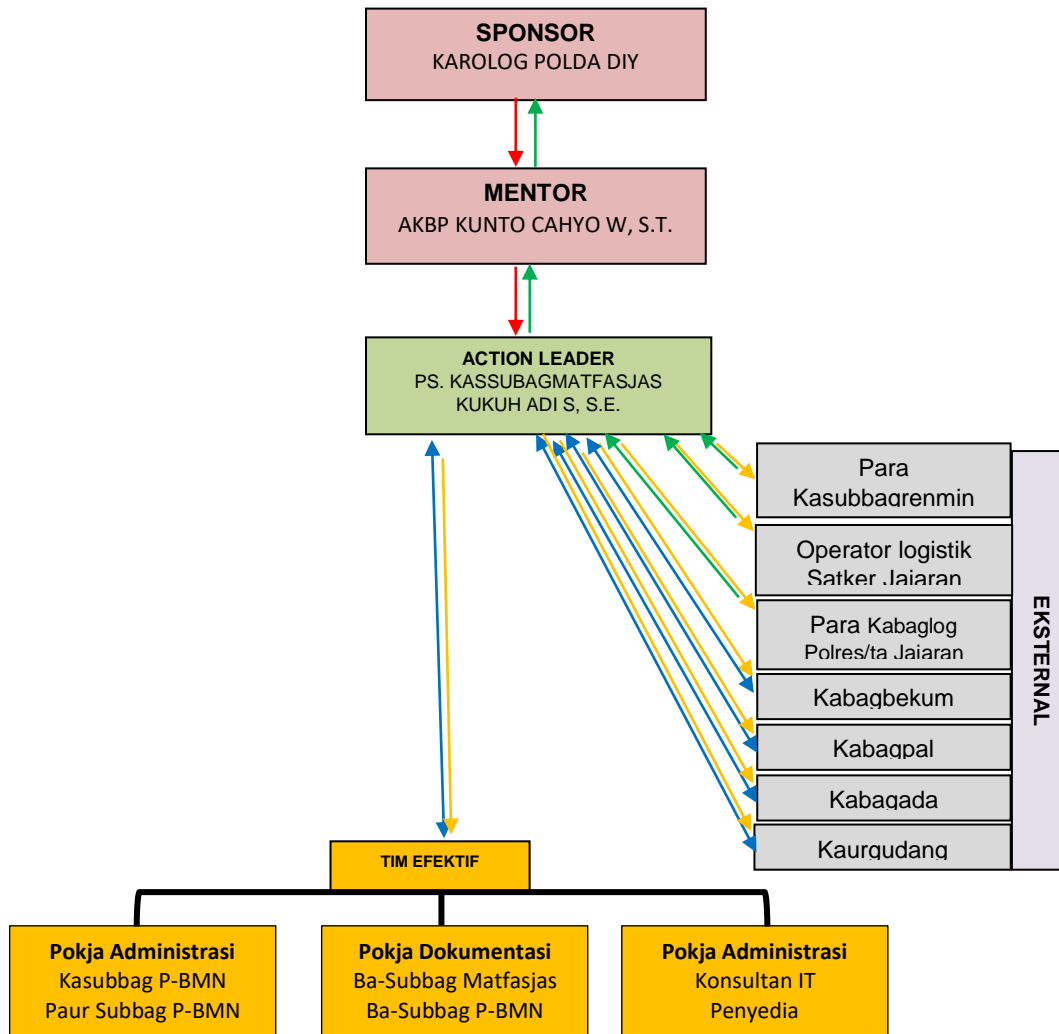 SPONSOR
KAROLOG POLDA DIY
MENTOR
AKBP KUNTO CAHYO W, S.T.
ACTION LEADER
PS. KASSUBAGMATFASJAS
KUKUH ADI S, S.E.
Para
Kasubbagrenmin
Operator logistik
Satker Jajaran
Para Kabaglog
Polres/ta Jajaran
Kabagbekum
Kabagpal
Kabagada
Kaurgudang
EKSTERNAL
TIM EFEKTIF
Pokja Administrasi
Kasubbag P-BMN
Paur Subbag P-BMN
Pokja Dokumentasi
Ba-Subbag Matfasjas
Ba-Subbag P-BMN
Pokja Administrasi
Konsultan IT
Penyedia